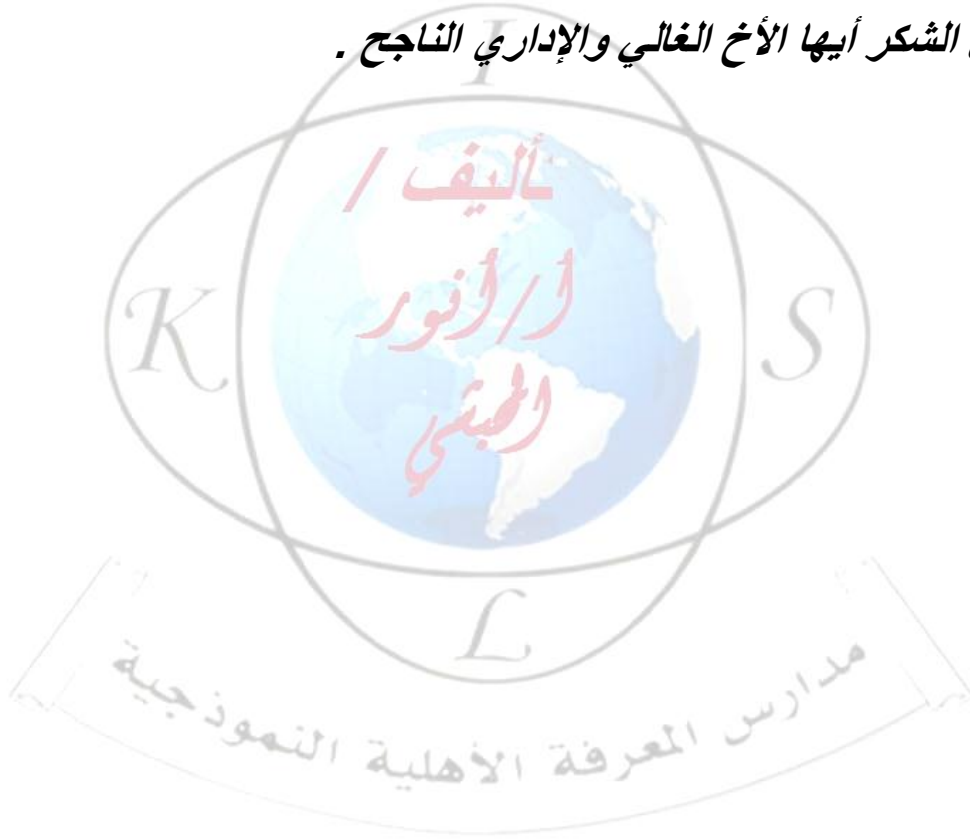 الشكر أيها الأخ الغالي والإداري الناجح .
I
تأليف /
أ/أنور
الحبشي
K
S
L
مدارس المعرفة الأهلية النموذجية